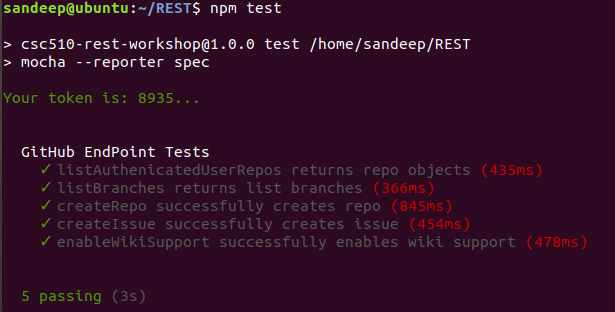 sandeep@ubuntu:~/REST$ npm test
> csc510-rest-workshop@1.0.0 test /home/sandeep/REST
> mocha --reporter spec
Your token is: 8935...
GitHub EndPoint Tests
✓ listAuthenicatedUserRepos returns repo objects (435ms)
✓ listBranches returns list branches (366ms)
✓ createRepo successfully creates repo (845ms)
✓ createIssue successfully creates issue (454ms)
✓ enableWikiSupport successfully enables wiki support (478ms)
5 passing (3s)